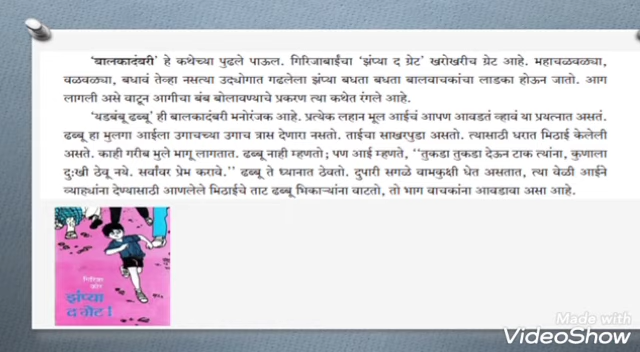 'बालकादंबरी' हे कथेच्या पुढले पाऊल. गिरिजाबाईंचा 'झंप्या द ग्रेट' खरोखरीच ग्रेट आहे. महाचळवळ्या,
वळवळ्या, बधावं तेव्हा नसत्या उद्योगात गढलेला झंप्या बधता बधता बालवाचकांचा लाडका होऊन जातो. आग
लागली असे वाटून आगीचा बंब बोलावण्याचे प्रकरण त्या कथेत रंगले आहे.
'यडबंबू ढब्बू' ही बालकादंबरी मनोरंजक आहे. प्रत्येक लहान मूल आईचं आपण आवडतं व्हावं या प्रयत्नात असतं.
ढब्बू हा मुलगा आईला उगाचच्या उगाच त्रास देणारा नसतो. ताईचा साखरपुडा असतो. त्यासाठी घरात मिठाई केलेली
असते. काही गरीब मुले भागू लागतात. ढब्बू नाही म्हणतो; पण आई म्हणते, "तुकडा तुकडा देऊन टाक त्यांना, कुणाला
दुःखी ठेवू नये. सर्वांवर प्रेम करावे." ढब्बू ते ध्यानात ठेवतो. दुपारी सगळे वामकुक्षी घेत असतात, त्या वेळी आईने
व्याह्यांना देण्यासाठी आणलेले मिठाईचे ताट ढब्बू भिकाऱ्यांना वाटतो, तो भाग वाचकांना आवडावा असा आहे.
गिरिजा
कीर
झंप्या
द ग्रेट!
Made with
VideoShow